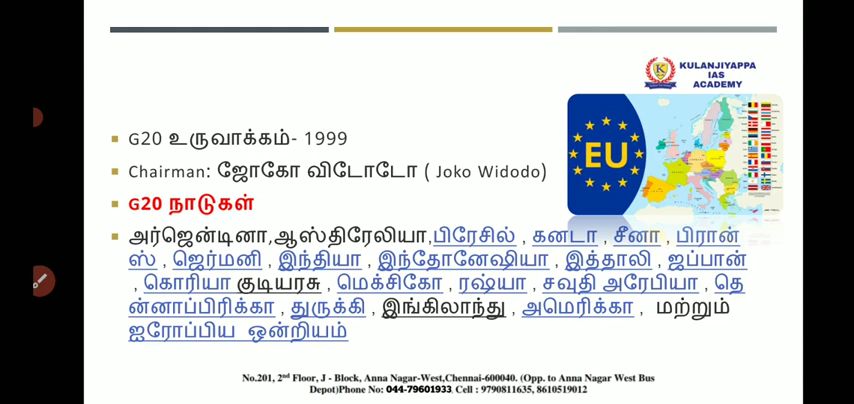 KULANJIYAPPA
IAS
ACADEMY
EU
G20 உருவாக்கம்- 1999
Chairman: ஜோகோ விடோடோ ( Joko Widodo)
G20 நாடுகள்
அர்ஜென்டினா,ஆஸ்திரேலியா,பிரேசில் , கனடா , சீனா , பிரான்
ஸ் , ஜெர்மனி , இந்தியா , இந்தோனேஷியா , இத்தாலி , ஜப்பான்
, கொரியா குடியரசு , மெக்சிகோ , ரஷ்யா , சவுதி அரேபியா , தெ
ன்னாப்பிரிக்கா , துருக்கி , இங்கிலாந்து , அமெரிக்கா , மற்றும்
ஐரோப்பிய ஒன்றியம்
No.201, 2nd Floor, J - Block, Anna Nagar-West,Chennai-600040. (Opp. to Anna Nagar West Bus
Depot)Phone No: 044-79601933, Cell : 9790811635, 8610519012